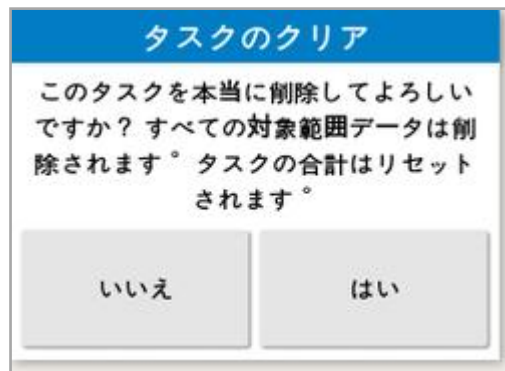 タスクのクリア
このタスクを本当に削除してよろしい
ですか? すべての対象範囲データは削
除されます。 タスクの合計はリセット
されます。
いいえ
はい